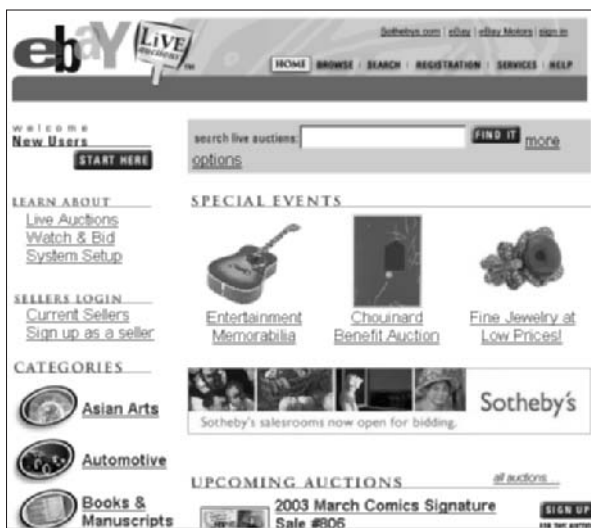 ebaY LiVE auctions ™
Sothebys.com | eBay | eBay Motors | sign in
HOME BROWSE SEARCH REGISTRATION SERVICES HELP
welcome
New Users
START HERE
search live auctions: FIND IT more
options
LEARN ABOUT
Live Auctions
Watch & Bid
System Setup
SELLERS LOGIN
Current Sellers
Sign up as a seller
CATEGORIES
Asian Arts
Automotive
Books &
Manuscripts
SPECIAL EVENTS
Entertainment
Memorabilia
Chouinard
Benefit Auction
Fine Jewelry at
Low Prices!
Sotheby's
Sotheby's salesrooms now open for bidding.
UPCOMING AUCTIONS
all auctions...
2003 March Comics Signature
Sale #806
SIGN UP